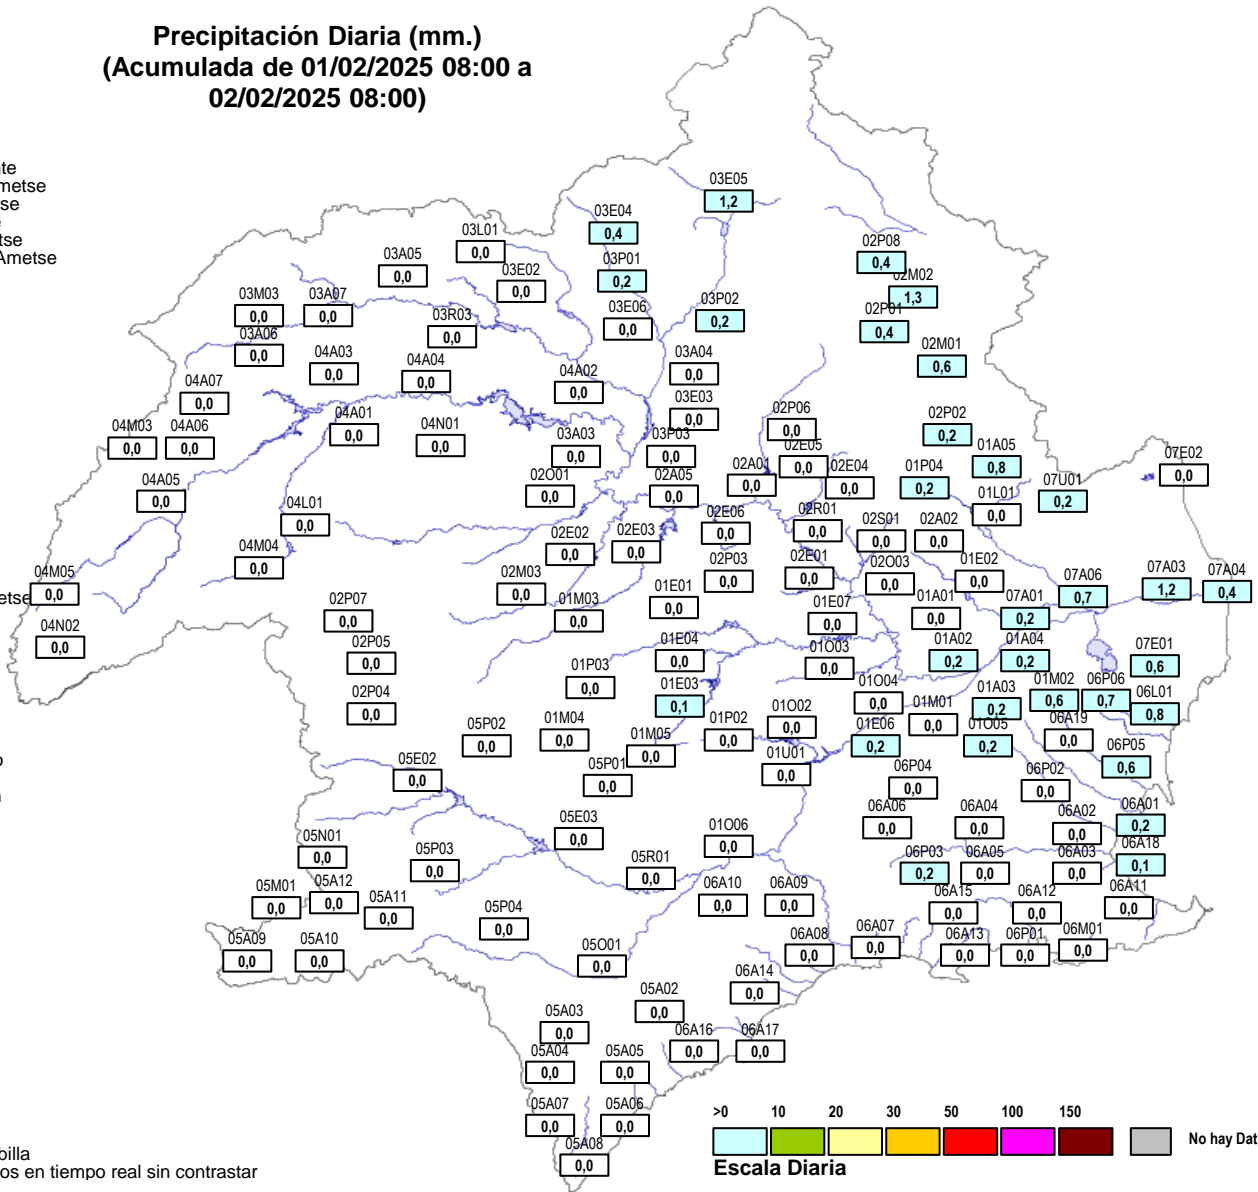 Precipitación Diaria (mm.)
(Acumulada de 01/02/2025 08:00 a
02/02/2025 08:00)
nte
metse
tse
e
tse
Ametse
03E05
1,2
03E04
0,4
03L01
0,0
03A05
0,0
03E02
0,0
03P01
0,2
02P08
0,4
02M02
1,3
03M03
0,0
03A07
0,0
03R03
0,0
03E06
0,0
03P02
0,2
02P01
0,4
03A06
0,0
04A03
0,0
04A04
0,0
04A02
0,0
03A04
0,0
02M01
0,6
04A07
0,0
04A01
0,0
04N01
0,0
03E03
0,0
02P06
0,0
02P02
0,2
04M03
0,0
04A06
0,0
03A03
0,0
03P03
0,0
02E05
0,0
01A05
0,8
07E02
0,0
04A05
0,0
02O01
0,0
02A05
0,0
02A01
0,0
02E04
0,0
01P04
0,2
07U01
0,2
01L01
0,0
04L01
0,0
02E06
0,0
02R01
0,0
02S01
0,0
02A02
0,0
04M04
0,0
02E02
0,0
02E03
0,0
02P03
0,0
02E01
0,0
02O03
0,0
01E02
0,0
04M05
0,0
etse
02M03
0,0
01M03
0,0
01E01
0,0
07A06
0,7
07A03
1,2
07A04
0,4
02P07
0,0
01E07
0,0
01A01
0,0
07A01
0,2
04N02
0,0
02P05
0,0
01E04
0,0
01O03
0,0
01A02
0,2
01A04
0,2
07E01
0,6
01P03
0,0
01E03
0,1
01O04
0,0
01A03
0,2
01M02
0,6
06P06
0,7
06L01
0,8
02P04
0,0
05P02
0,0
01M04
0,0
01P02
0,0
01O02
0,0
01M01
0,0
01E06
0,2
01O05
0,2
06A19
0,0
01M05
0,0
06P05
0,6
05E02
0,0
05P01
0,0
01U01
0,0
06P04
0,0
06P02
0,0
05E03
0,0
01O06
0,0
06A06
0,0
06A04
0,0
06A02
0,0
06A01
0,2
05N01
0,0
05P03
0,0
05R01
0,0
06P03
0,2
06A05
0,0
06A03
0,0
06A18
0,1
05M01
0,0
05A12
0,0
05A11
0,0
06A10
0,0
06A09
0,0
06A15
0,0
06A12
0,0
06A11
0,0
05P04
0,0
05A09
0,0
05A10
0,0
05O01
0,0
06A08
0,0
06A07
0,0
06A13
0,0
06P01
0,0
06M01
0,0
06A14
0,0
05A02
0,0
05A03
0,0
06A16
0,0
06A17
0,0
05A04
0,0
05A05
0,0
05A07
0,0
05A06
0,0
05A08
0,0
>0 10 20 30 50 100 150
No hay Dat
Escala Diaria
billa
os en tiempo real sin contrastar